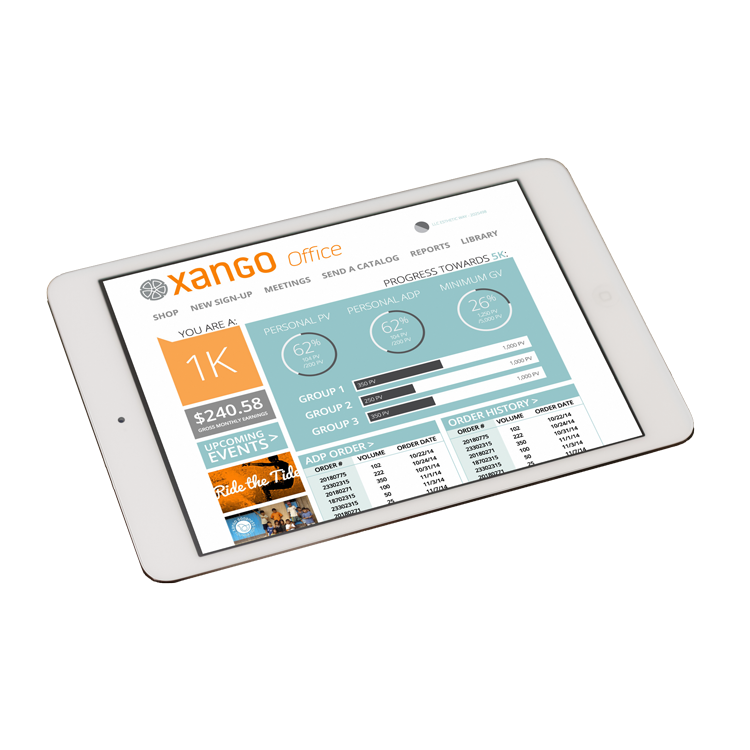 xanGO Office
SHOP NEW SIGN-UP MEETINGS SEND A CATALOG REPORTS LIBRARY
YOU ARE A:
1K
$240.58
GROSS MONTHLY EARNINGS
UPCOMING
EVENTS >
Ride the Tide
PROGRESS TOWARDS 5K:
PERSONAL PV
62%
104 PV
/200 PV
PERSONAL ADP
62%
104 PV
/200 PV
MINIMUM GV
26%
1,250 PV
/5,000 PV
GROUP 1 350 PV 1,000 PV
GROUP 2 250 PV 1,000 PV
GROUP 3 350 PV 1,000 PV
ADP ORDER >
ORDER # VOLUME ORDER DATE
20180775 102 10/22/14
23302315 222 10/24/14
20180271 350 10/31/14
18702315 100 11/1/14
23302315 50 11/3/14
20180271 25 11/7/14
ORDER HISTORY >
ORDER # VOLUME ORDER DATE
20180775 102 10/22/14
23302315 222 10/24/14
20180271 350 10/31/14
18702315 100 11/1/14
23302315 50 11/3/14
20180271 25 11/7/14